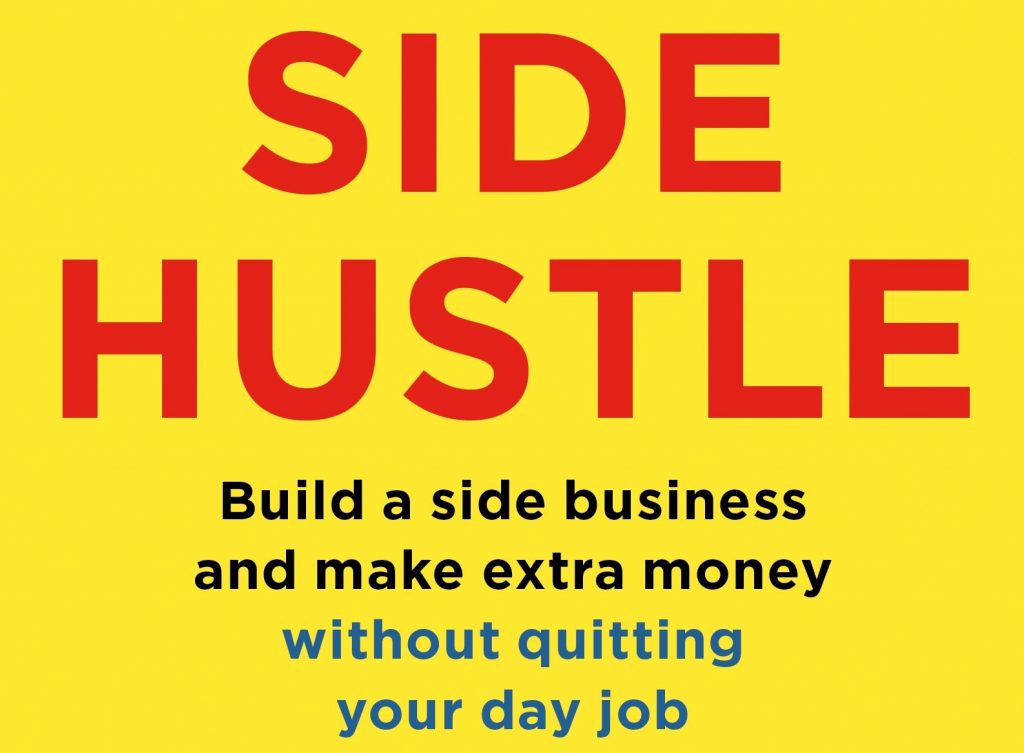 SIDE
HUSTLE
Build a side business
and make extra money
without quitting
your day job